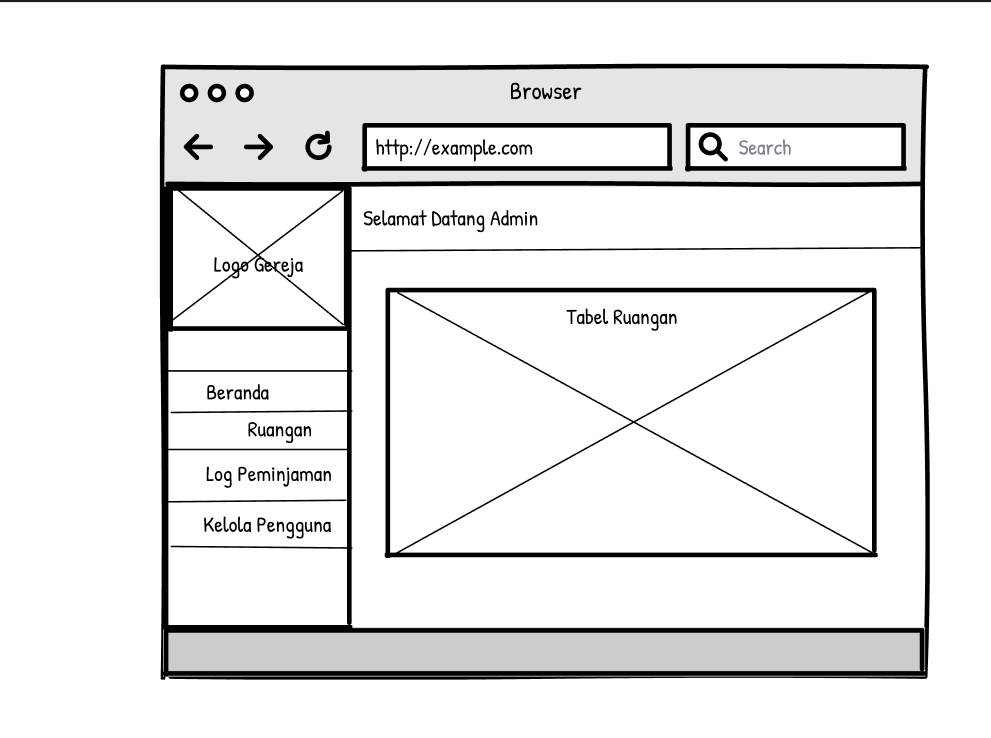 Browser
http://example.com
Search
Logo Gereja
Selamat Datang Admin
Tabel Ruangan
Beranda
Ruangan
Log Peminjaman
Kelola Pengguna